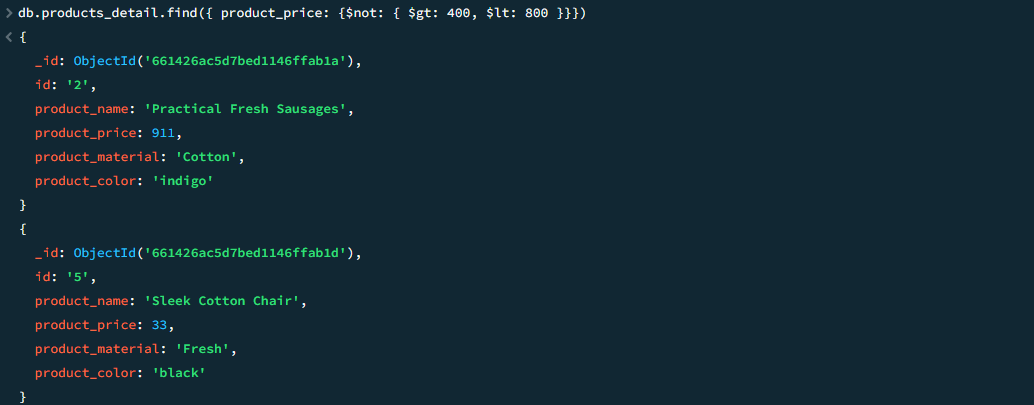 > db.products_detail.find({ product_price: {$not: { $gt: 400, $lt: 800 }}})
< {
_id: ObjectId('661426ac5d7bed1146ffab1a'),
id: '2',
product_name: 'Practical Fresh Sausages',
product_price: 911,
product_material: 'Cotton',
product_color: 'indigo'
}
{
_id: ObjectId('661426ac5d7bed1146ffab1d'),
id: '5',
product_name: 'Sleek Cotton Chair',
product_price: 33,
product_material: 'Fresh',
product_color: 'black'
}